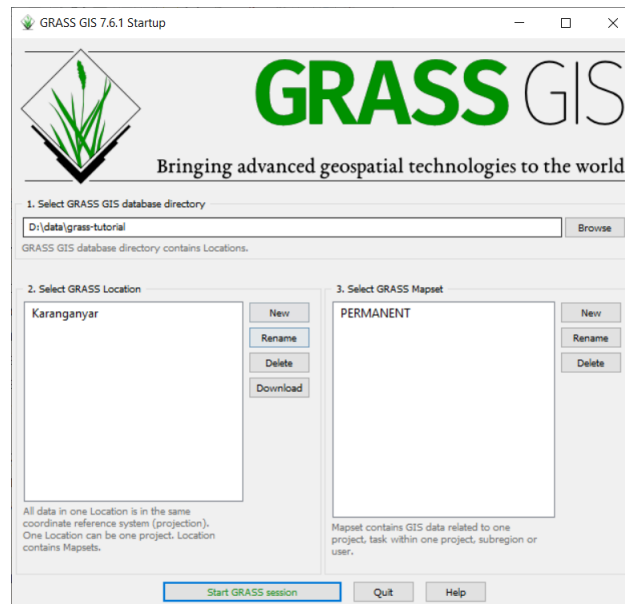 GRASS GIS 7.6.1 Startup
GRASS GIS
Bringing advanced geospatial technologies to the world
1. Select GRASS GIS database directory
D:\data\grass-tutorial
Browse
GRASS GIS database directory contains Locations.
2. Select GRASS Location
Karanganyar
New
Rename
Delete
Download
All data in one Location is in the same
coordinate reference system (projection).
One Location can be one project. Location
contains Mapsets.
3. Select GRASS Mapset
PERMANENT
New
Rename
Delete
Mapset contains GIS data related to one
project, task within one project, subregion or
user.
Start GRASS session
Quit
Help